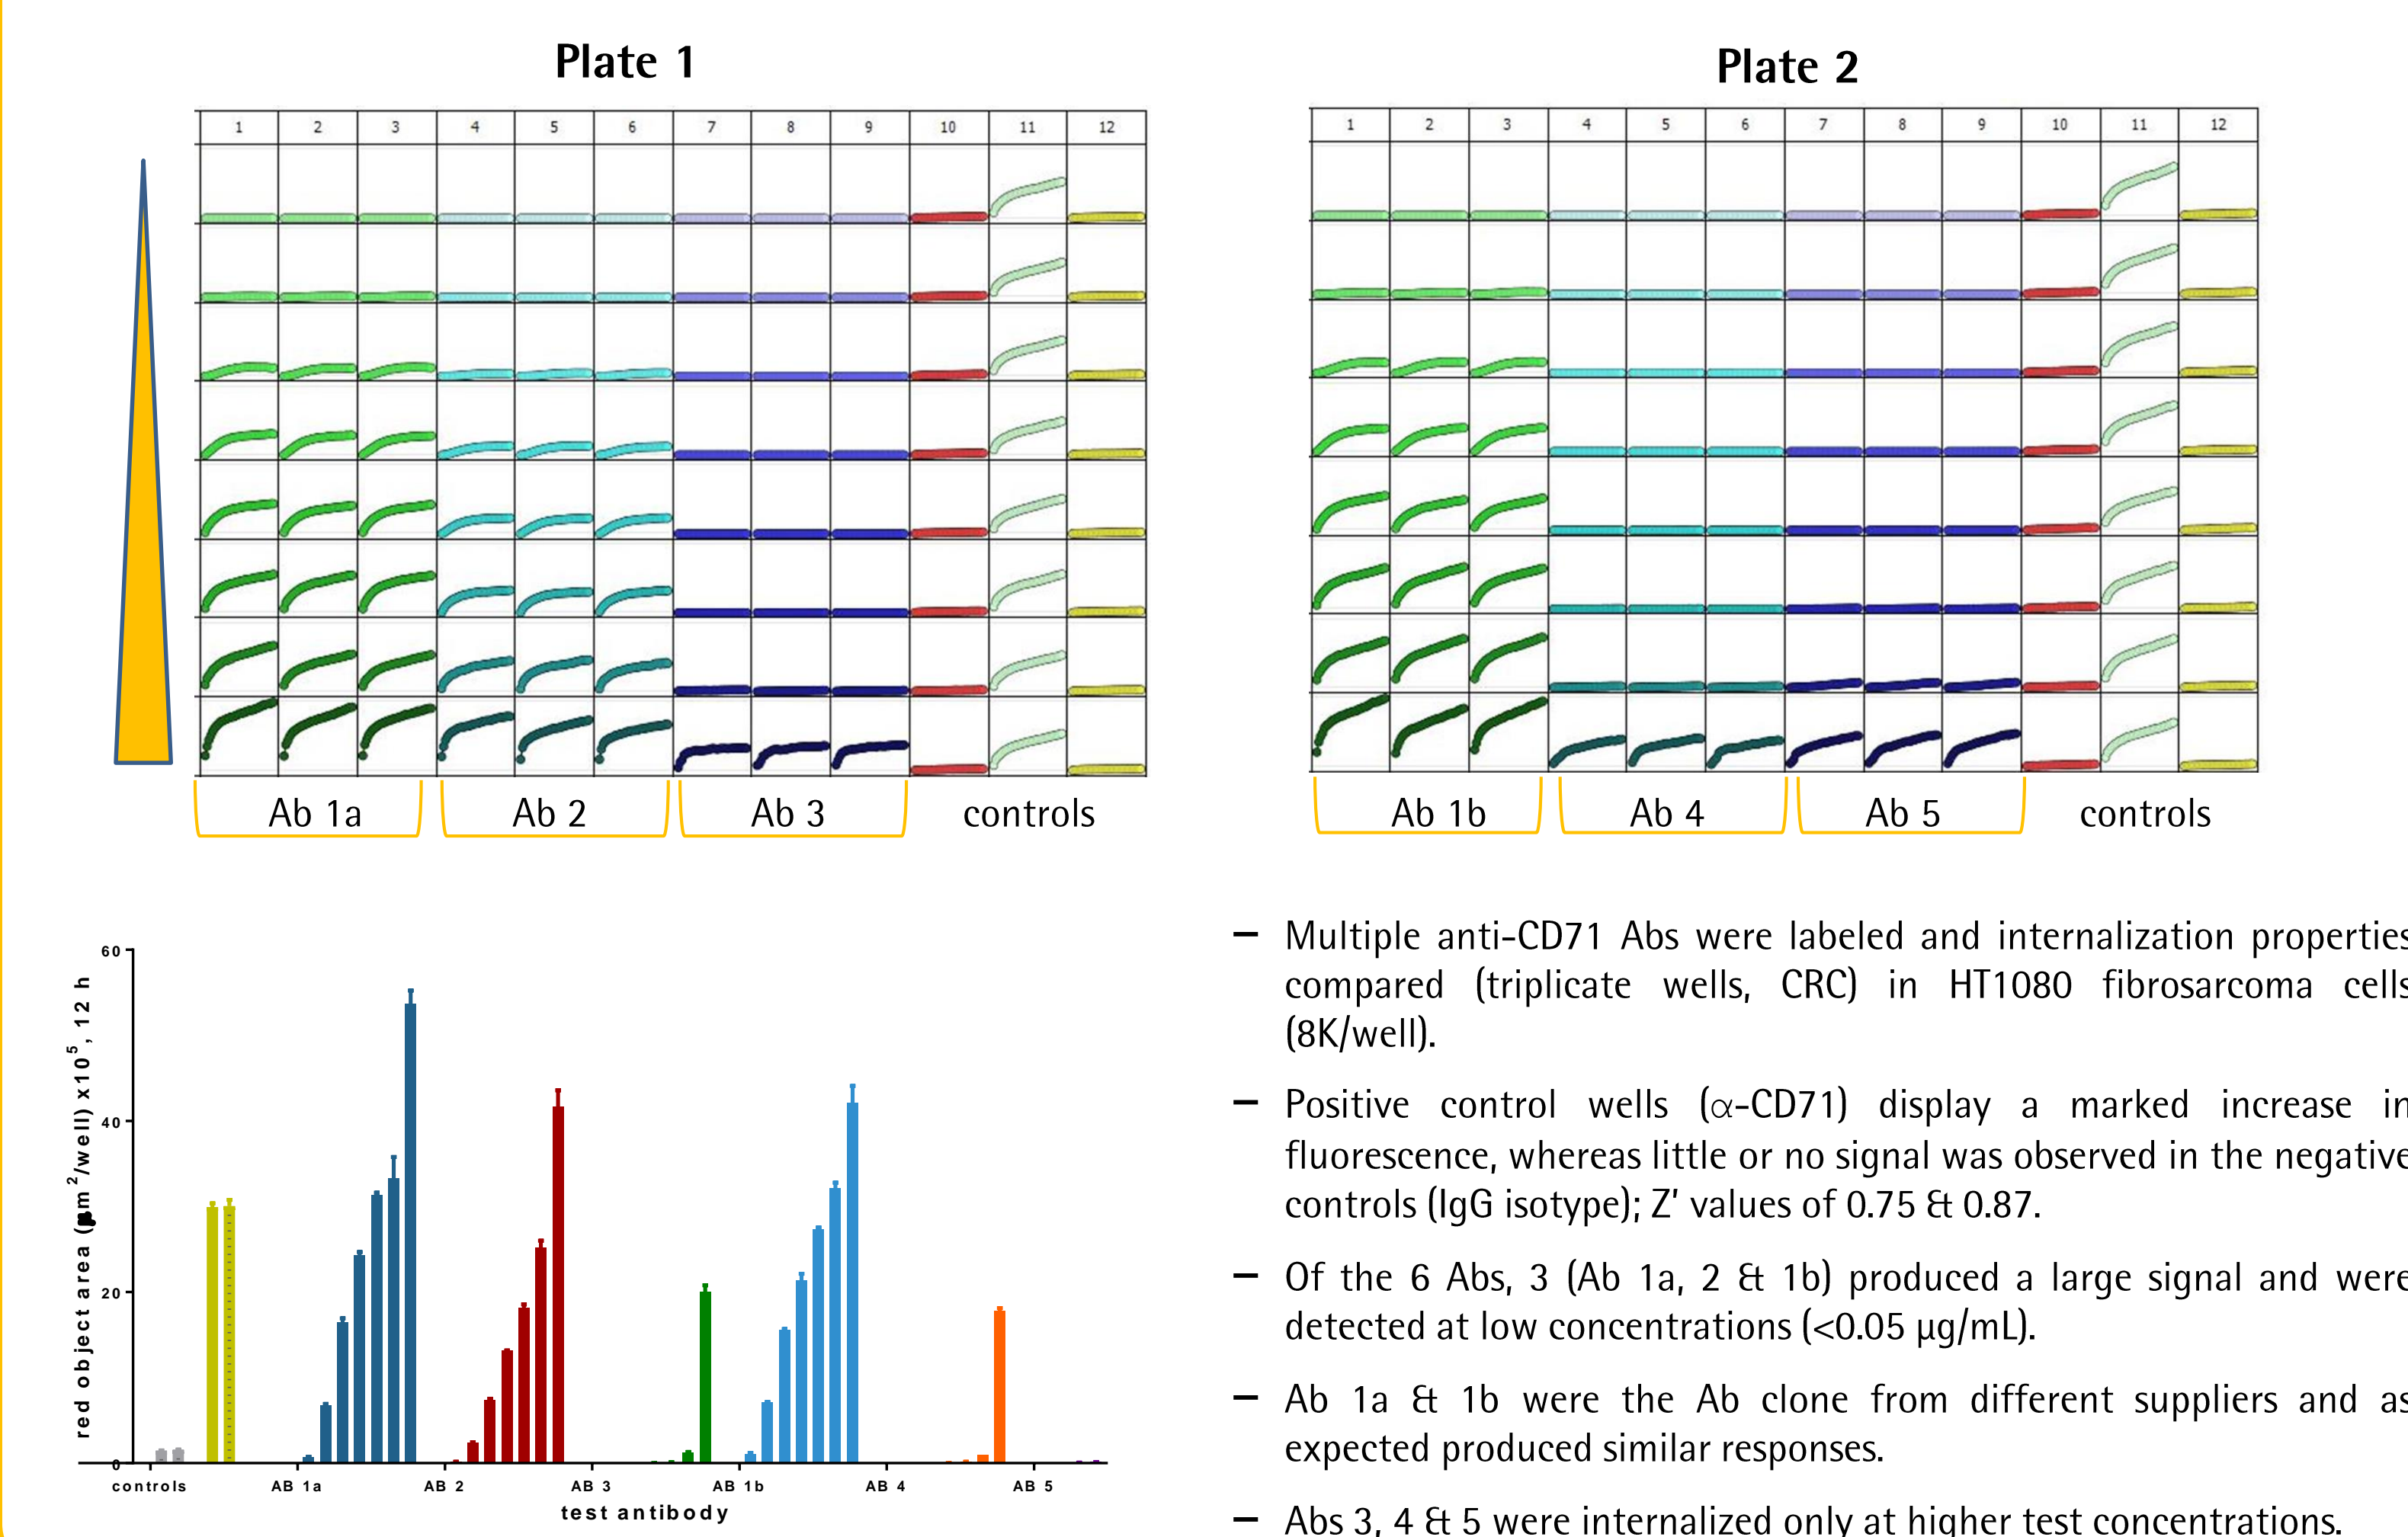 Plate 1
1 2 3 4 5 6 7 8 9 10 11 12
Ab 1a Ab 2 Ab 3 controls
Plate 2
1 2 3 4 5 6 7 8 9 10 11 12
Ab 1b Ab 4 Ab 5 controls
red object area (µm²/well) x10⁵, 12 h
60
40
20
0
controls AB 1a AB 2 AB 3 AB 1b AB 4 AB 5
test antibody
– Multiple anti-CD71 Abs were labeled and internalization properties
compared (triplicate wells, CRC) in HT1080 fibrosarcoma cells
(8K/well).
– Positive control wells (α-CD71) display a marked increase in
fluorescence, whereas little or no signal was observed in the negative
controls (IgG isotype); Z’ values of 0.75 & 0.87.
– Of the 6 Abs, 3 (Ab 1a, 2 & 1b) produced a large signal and were
detected at low concentrations (<0.05 µg/mL).
– Ab 1a & 1b were the Ab clone from different suppliers and as
expected produced similar responses.
– Abs 3, 4 & 5 were internalized only at higher test concentrations.